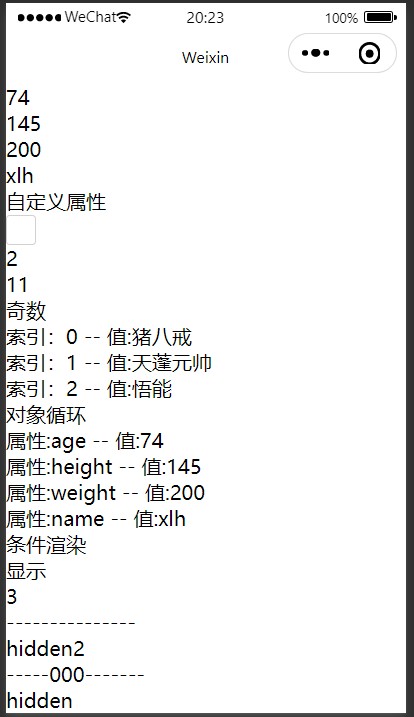 WeChat 20:23 100%
Weixin
74
145
200
xlh
自定义属性
2
11
奇数
索引：0 -- 值:猪八戒
索引：1 -- 值:天蓬元帅
索引：2 -- 值:悟能
对象循环
属性:age -- 值:74
属性:height -- 值:145
属性:weight -- 值:200
属性:name -- 值:xlh
条件渲染
显示
3
---------------
hidden2
-----000-------
hidden